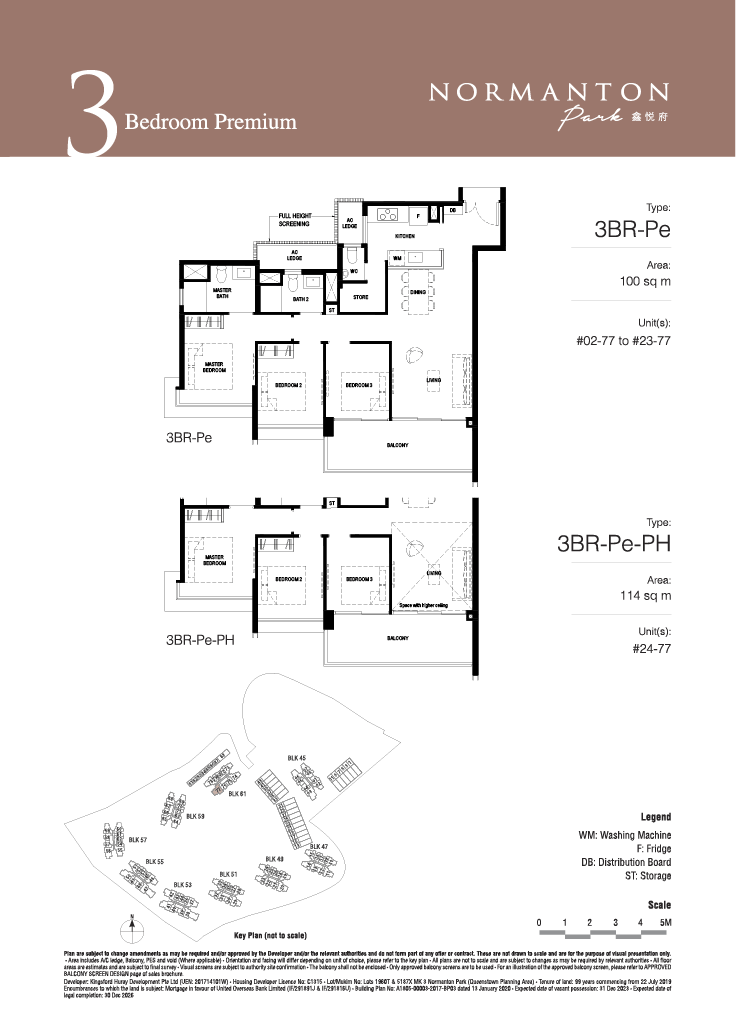 3 Bedroom Premium
NORMANTON
Park 鑫悦府
FULL HEIGHT
SCREENING
AC
LEDGE
AC
LEDGE
F
DB
KITCHEN
WM
WC
MASTER
BATH
BATH 2
STORE
DINING
ST
MASTER
BEDROOM
BEDROOM 2
BEDROOM 3
LIVING
BALCONY
3BR-Pe
Type:
3BR-Pe
Area:
100 sq m
Unit(s):
#02-77 to #23-77
ST
MASTER
BEDROOM
BEDROOM 2
BEDROOM 3
LIVING
Space with higher ceiling
BALCONY
3BR-Pe-PH
Type:
3BR-Pe-PH
Area:
114 sq m
Unit(s):
#24-77
BLK 45
BLK 61
BLK 59
BLK 57
BLK 55
BLK 53
BLK 51
BLK 49
BLK 47
N
Key Plan (not to scale)
Legend
WM: Washing Machine
F: Fridge
DB: Distribution Board
ST: Storage
Scale
0 1 2 3 4 5M
Plan are subject to change amendments as may be required and/or approved by the Developer and/or the relevant authorities and do not form part of any offer or contract. These are not drawn to scale and are for the purpose of visual presentation only.
- Area includes A/C ledge, Balcony, PES and void (Where applicable) - Orientation and facing will differ depending on unit of choice, please refer to the key plan - All plans are not to scale and are subject to changes as may be required by relevant authorities - All floor
areas are estimates and are subject to final survey - Visual screens are subject to authority site confirmation - The balcony shall not be enclosed - Only approved balcony screens are to be used - For an illustration of the approved balcony screen, please refer to APPROVED
BALCONY SCREEN DESIGN page of sales brochure.
Developer: Kingsford Huray Development Pte Ltd (UEN: 201714101W) - Housing Developer Licence No: C1315 - Lot/Mukim No: Lots 1960T & 5187X MK 3 Normanton Park (Queenstown Planning Area) - Tenure of land: 99 years commencing from 22 July 2019
Encumbrances to which the land is subject: Mortgage in favour of United Overseas Bank Limited (IF/291891J & IF/291816U) - Building Plan No: A1805-00003-2017-BP03 dated 13 January 2020 - Expected date of vacant possession: 31 Dec 2023 - Expected date of
legal completion: 30 Dec 2026